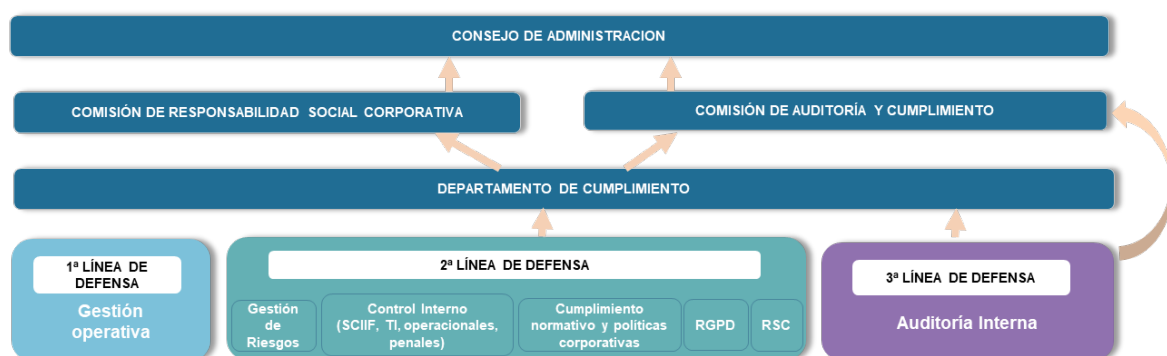 CONSEJO DE ADMINISTRACION
COMISIÓN DE RESPONSABILIDAD SOCIAL CORPORATIVA
COMISIÓN DE AUDITORÍA Y CUMPLIMIENTO
DEPARTAMENTO DE CUMPLIMIENTO
1ª LÍNEA DE
DEFENSA
Gestión
operativa
2ª LÍNEA DE DEFENSA
Gestión
de
Riesgos
Control Interno
(SCIIF, TI, operacionales,
penales)
Cumplimiento
normativo y políticas
corporativas
RGPD
RSC
3ª LÍNEA DE DEFENSA
Auditoría Interna